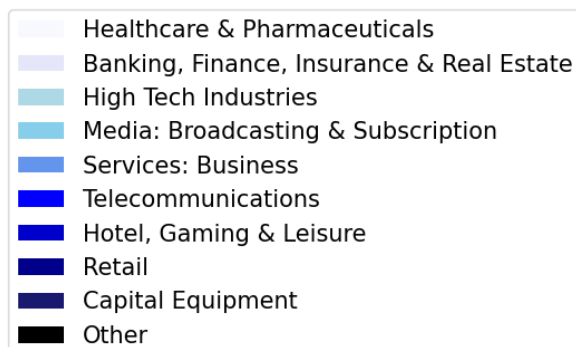 Healthcare & Pharmaceuticals
Banking, Finance, Insurance & Real Estate
High Tech Industries
Media: Broadcasting & Subscription
Services: Business
Telecommunications
Hotel, Gaming & Leisure
Retail
Capital Equipment
Other